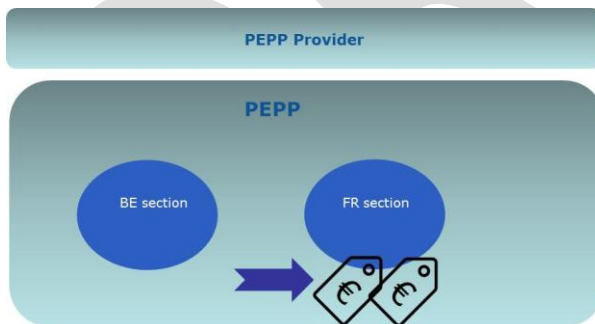 PEPP Provider
PEPP
BE section
FR section
€ €